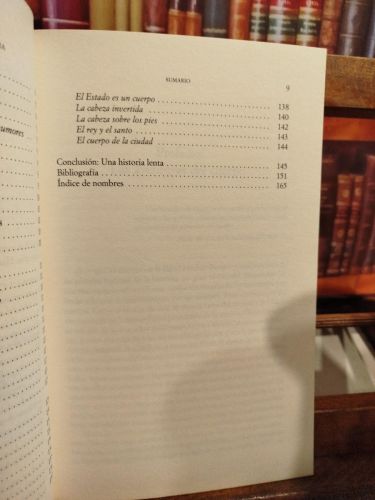 umores
SUMARIO
9
El Estado es un cuerpo 138
La cabeza invertida 140
La cabeza sobre los pies 142
El rey y el santo 143
El cuerpo de la ciudad 144
Conclusión: Una historia lenta 145
Bibliografía 151
Índice de nombres 165